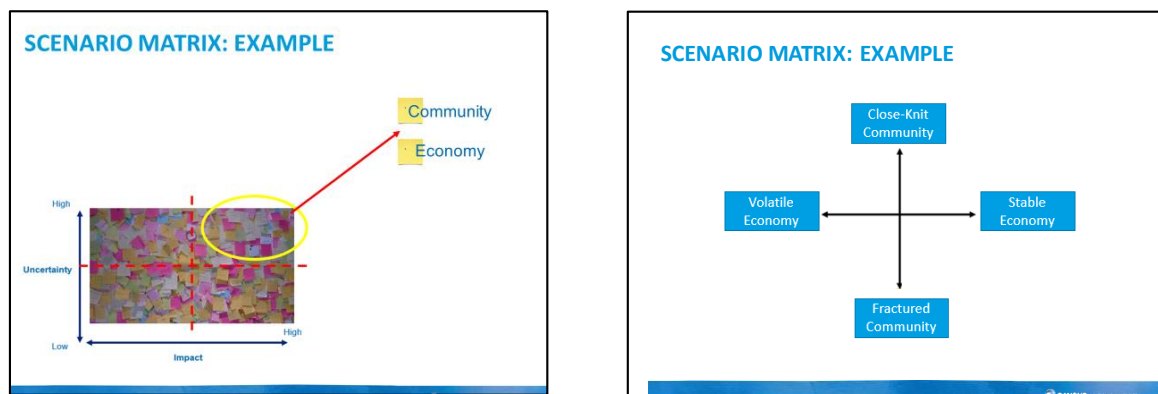 SCENARIO MATRIX: EXAMPLE
Community
Economy
High
Uncertainty
Low
High
Impact
SCENARIO MATRIX: EXAMPLE
Close-Knit
Community
Volatile
Economy
Stable
Economy
Fractured
Community